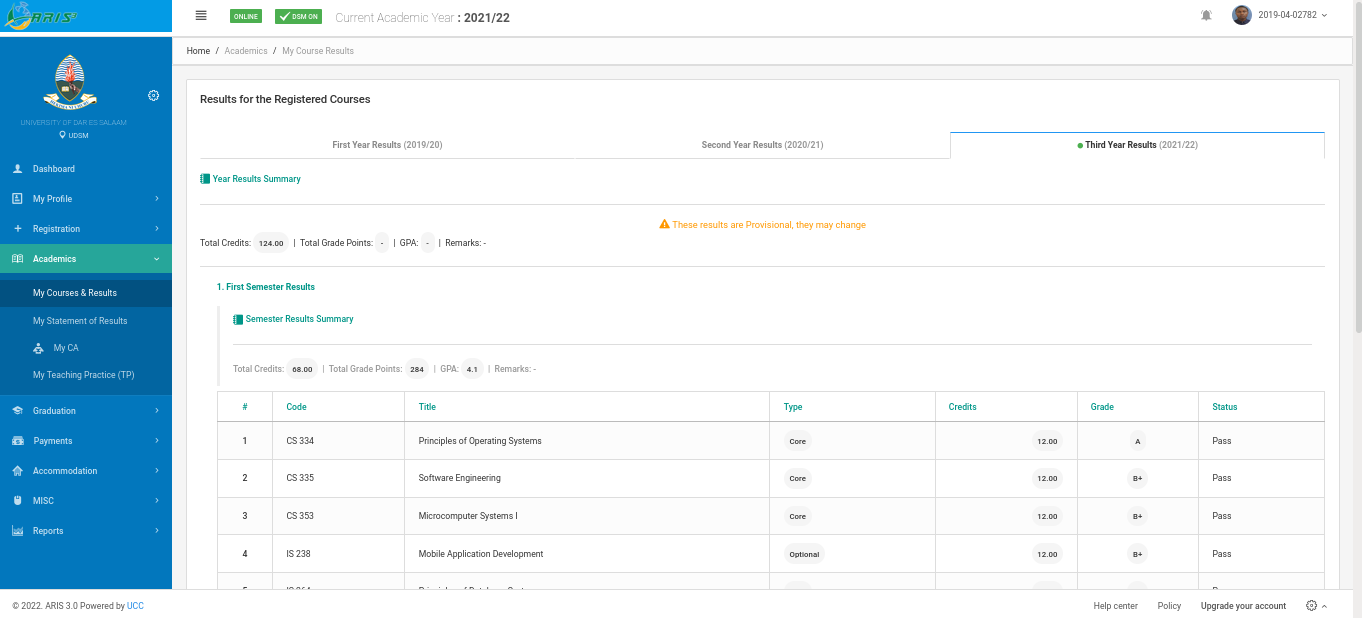 ARIS3
ONLINE
DSM ON
Current Academic Year : 2021/22
2019-04-02782
Home / Academics / My Course Results
UNIVERSITY OF DAR ES SALAAM
UDSM
Dashboard
My Profile
Registration
Academics
My Courses & Results
My Statement of Results
My CA
My Teaching Practice (TP)
Graduation
Payments
Accommodation
MISC
Reports
Results for the Registered Courses
First Year Results (2019/20)
Second Year Results (2020/21)
Third Year Results (2021/22)
Year Results Summary
These results are Provisional, they may change
Total Credits: 124.00 | Total Grade Points: - | GPA: - | Remarks: -
1. First Semester Results
Semester Results Summary
Total Credits: 68.00 | Total Grade Points: 284 | GPA: 4.1 | Remarks: -
# Code Title Type Credits Grade Status
1 CS 334 Principles of Operating Systems Core 12.00 A Pass
2 CS 335 Software Engineering Core 12.00 B+ Pass
3 CS 353 Microcomputer Systems I Core 12.00 B+ Pass
4 IS 238 Mobile Application Development Optional 12.00 B+ Pass
© 2022. ARIS 3.0 Powered by UCC
Help center Policy Upgrade your account